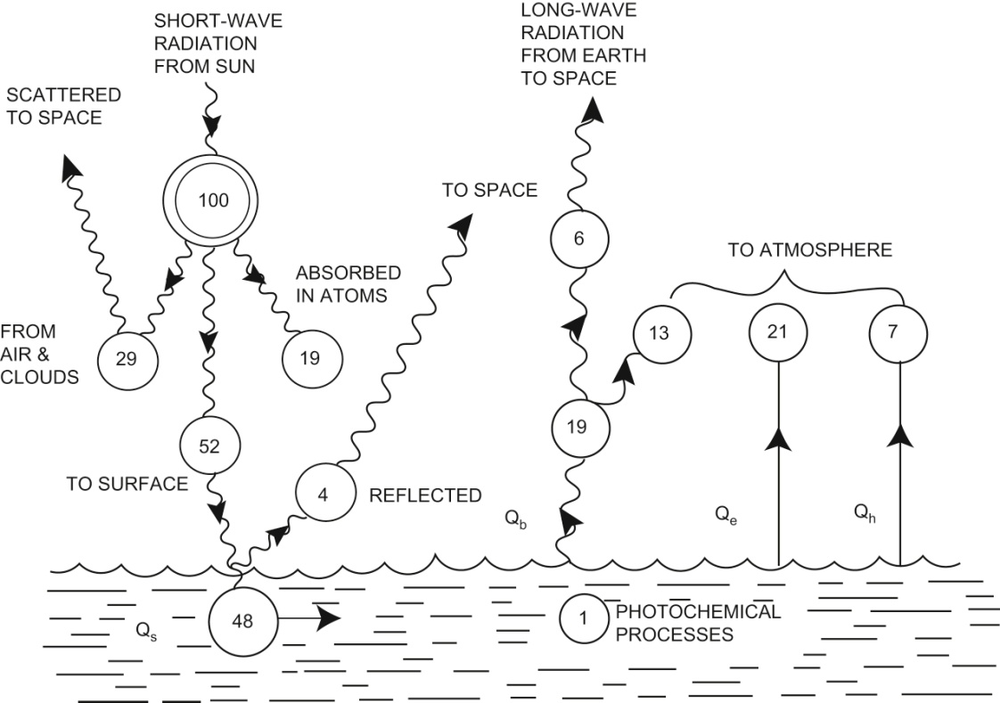 SHORT-WAVE
RADIATION
FROM SUN
LONG-WAVE
RADIATION
FROM EARTH
TO SPACE
SCATTERED
TO SPACE
100
TO SPACE
6
TO ATMOSPHERE
ABSORBED
IN ATOMS
FROM
AIR &
CLOUDS
29
19
13
21
7
19
52
TO SURFACE
4
REFLECTED
Qb
Qe
Qh
48
Qs
1
PHOTOCHEMICAL
PROCESSES